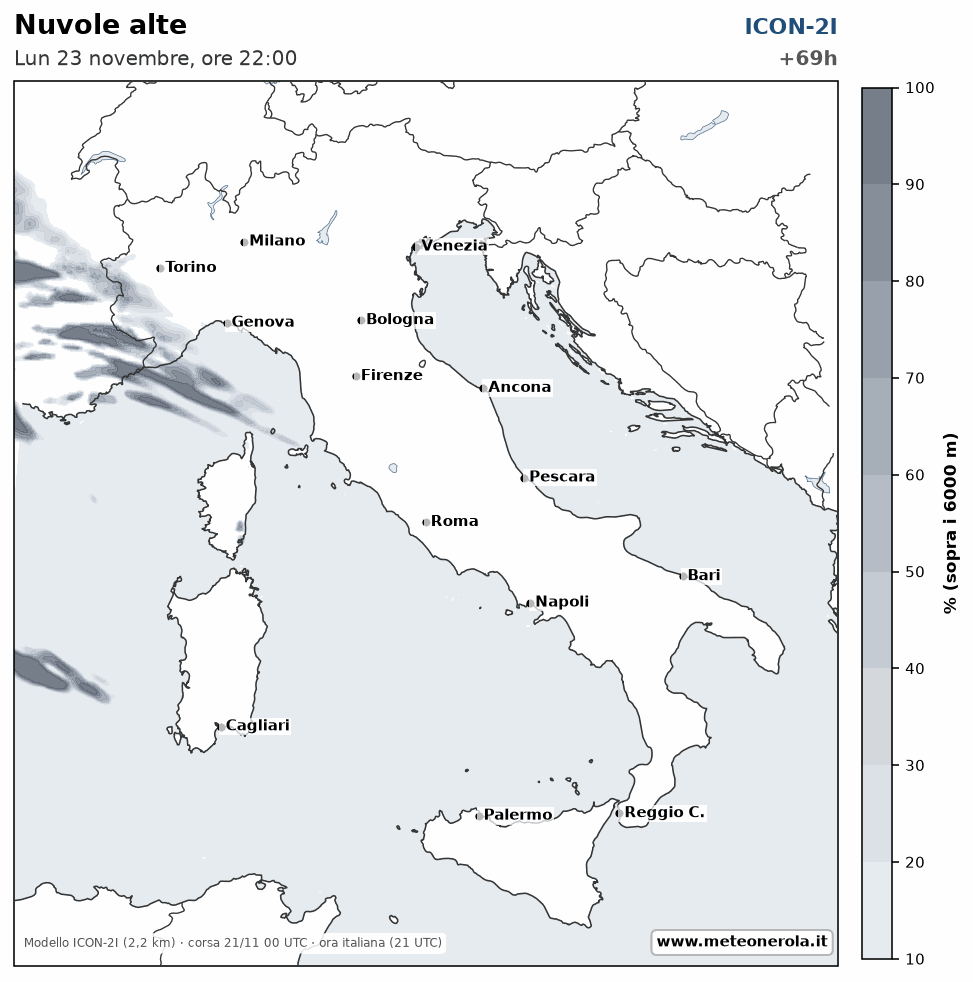 Nuvole alte
ICON-2I
Lun 23 novembre, ore 22:00
+69h
100
90
80
70
60
50
40
30
20
10
% (sopra i 6000 m)
Milano
Venezia
Torino
Genova
Bologna
Firenze
Ancona
Pescara
Roma
Bari
Napoli
Cagliari
Palermo
Reggio C.
Modello ICON-2I (2,2 km) · corsa 21/11 00 UTC · ora italiana (21 UTC)
www.meteonerola.it